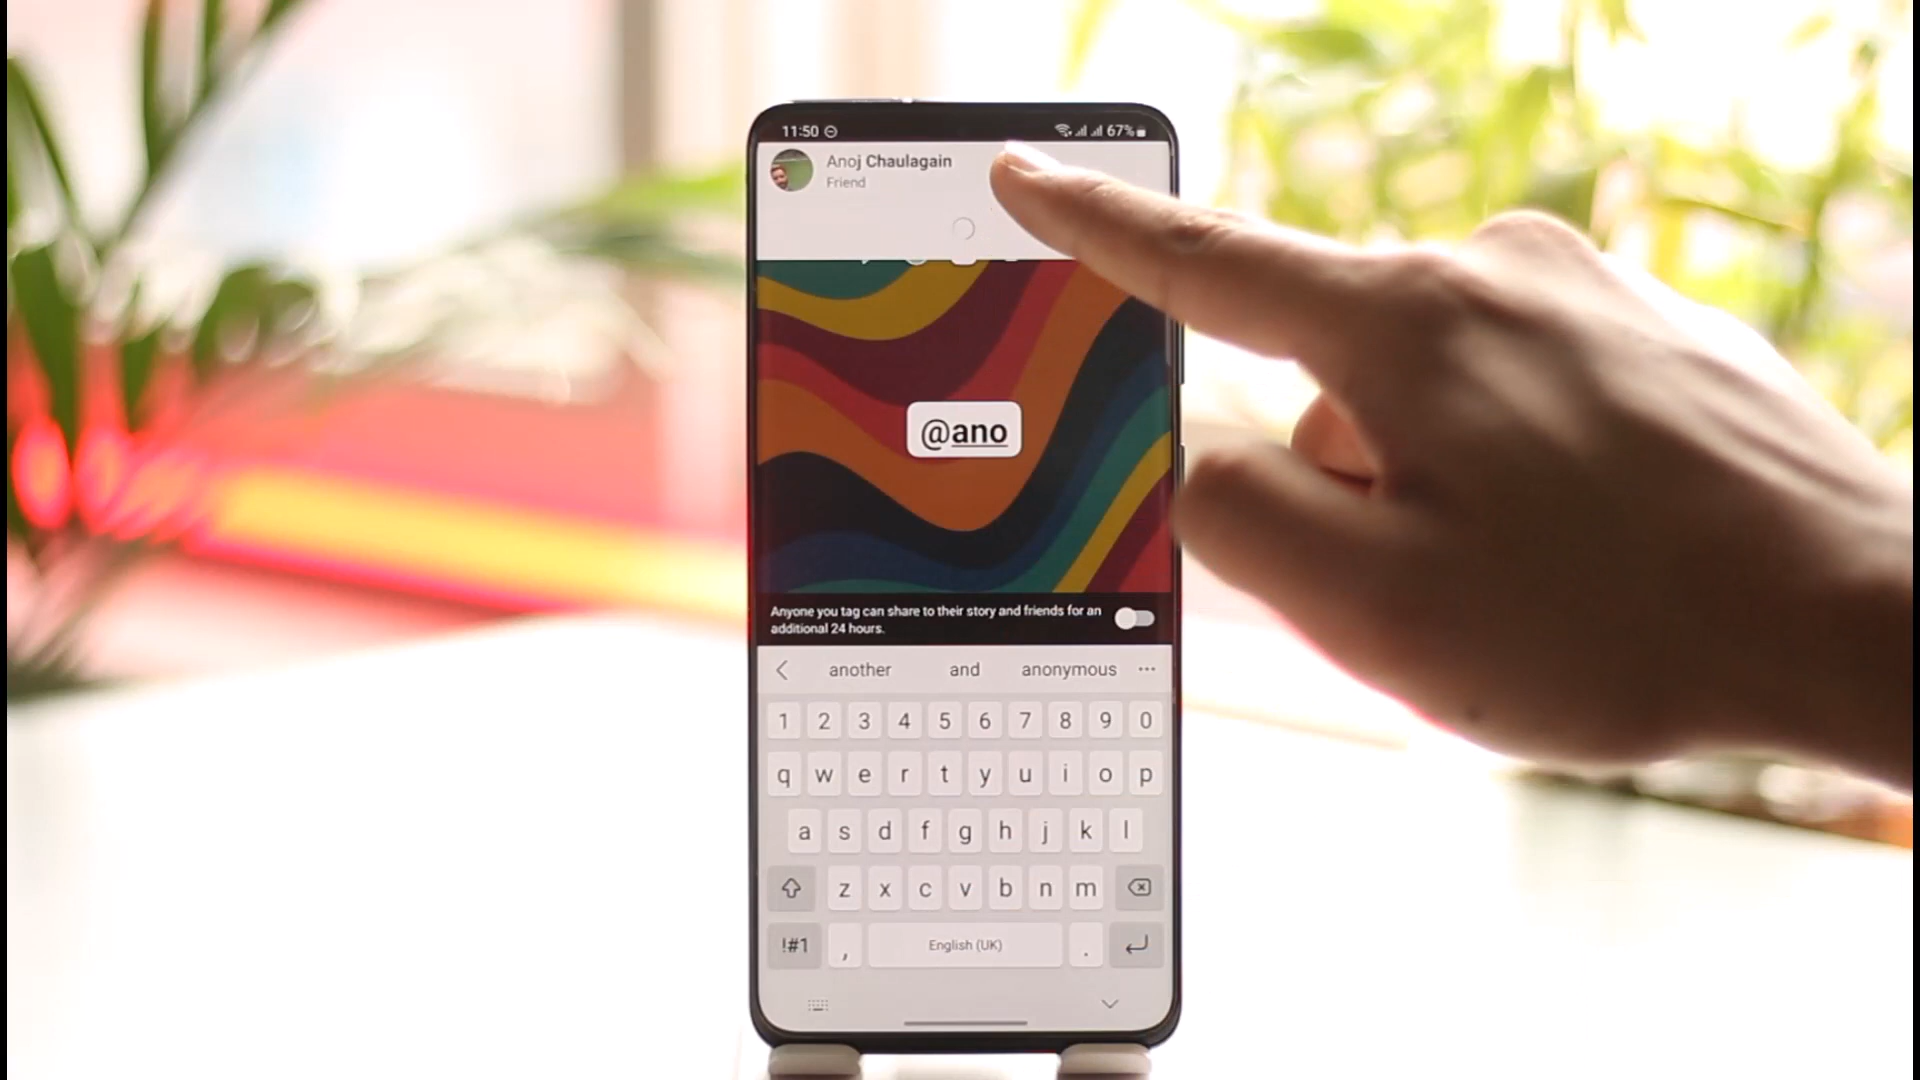 11:50 67%
Anoj Chaulagain
Friend
@ano
Anyone you tag can share to their story and friends for an
additional 24 hours.
another and anonymous
1 2 3 4 5 6 7 8 9 0
q w e r t y u i o p
a s d f g h j k l
z x c v b n m
!#1 , English (UK) .